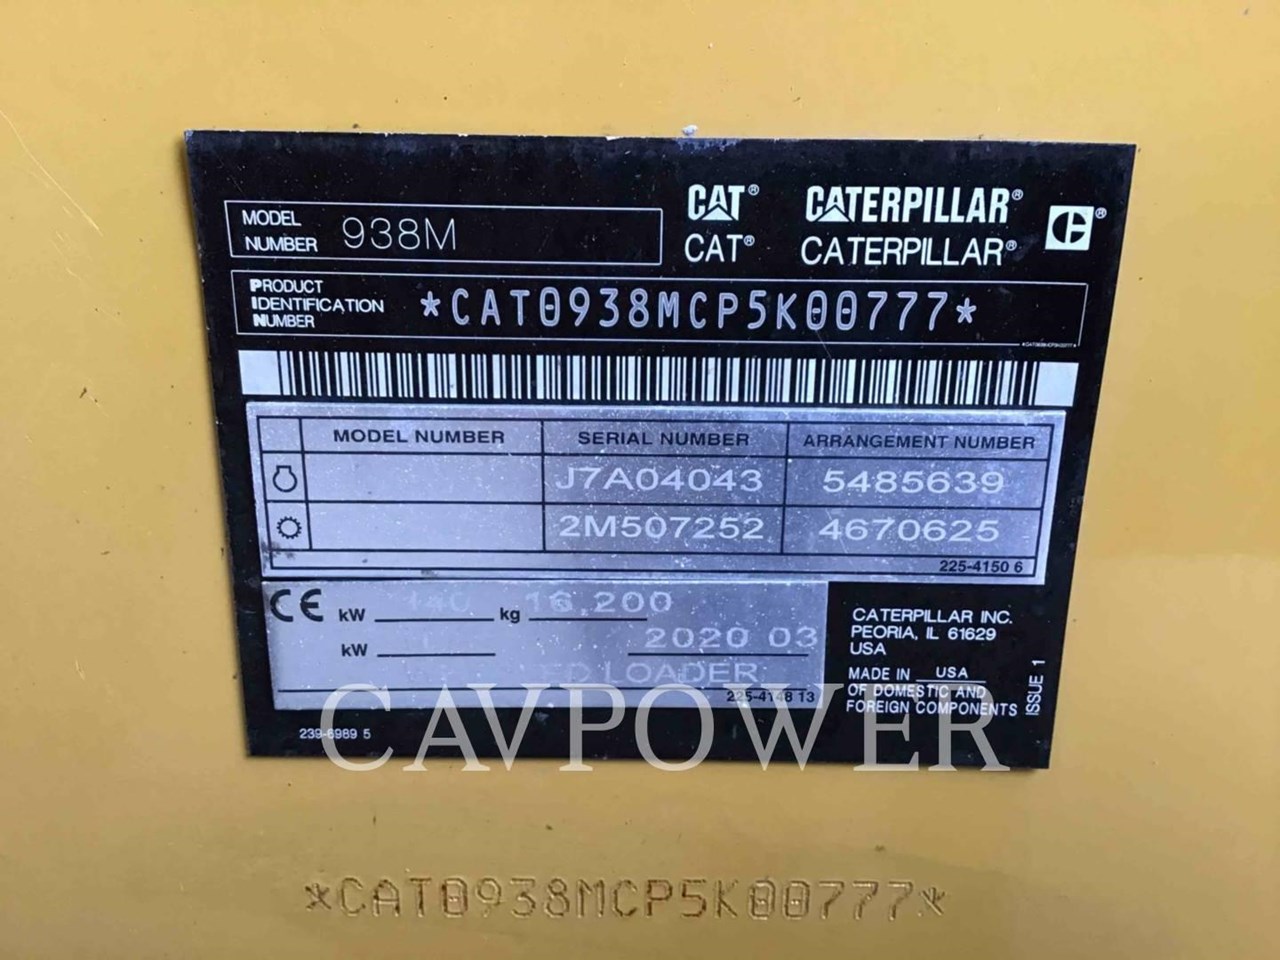 MODEL NUMBER 938M
CAT® CATERPILLAR®
CAT® CATERPILLAR®
PRODUCT IDENTIFICATION NUMBER *CAT0938MCP5K00777*
*CAT0938MCP5K00777*
MODEL NUMBER SERIAL NUMBER ARRANGEMENT NUMBER
J7A04043 5485639
2M507252 4670625
225-4150 6
CE kW 140 kg 16,200
kW 2020 03
LOADER
225-4148 13
CATERPILLAR INC.
PEORIA, IL 61629
USA
MADE IN USA
OF DOMESTIC AND
FOREIGN COMPONENTS
ISSUE 1
239-6989 5
CAVPOWER
*CAT0938MCP5K00777*